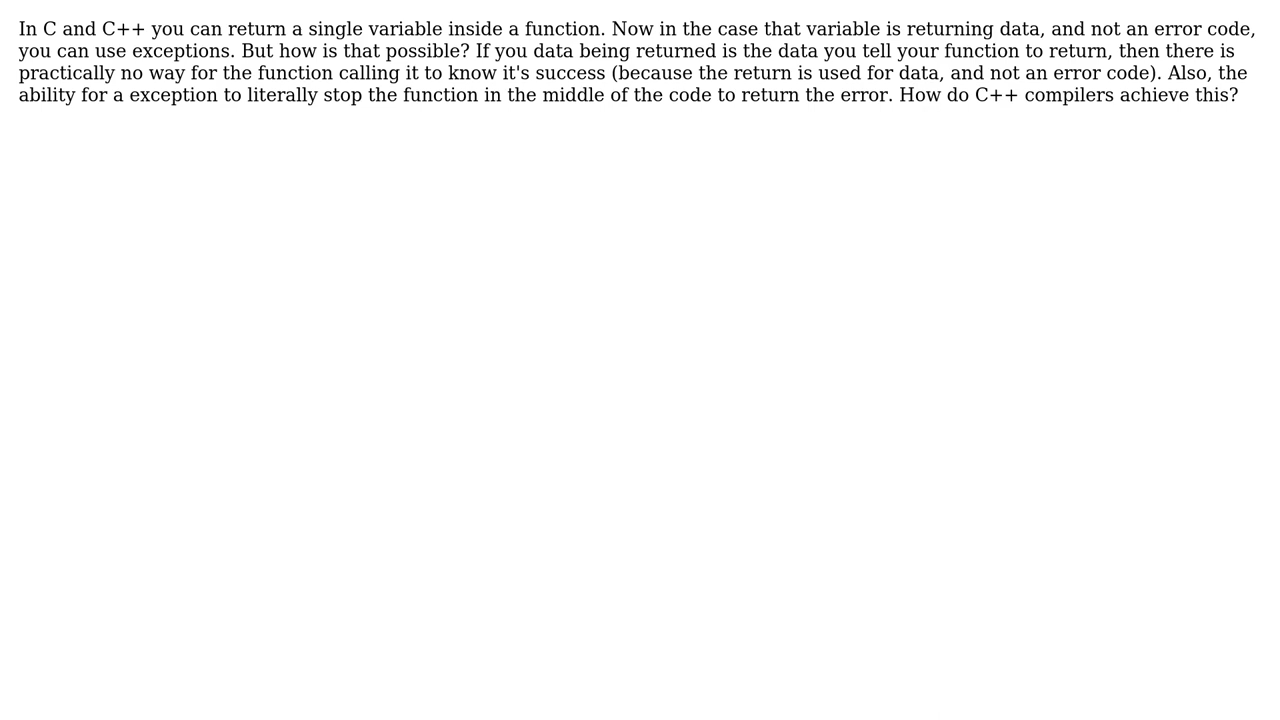 In C and C++ you can return a single variable inside a function. Now in the case that variable is returning data, and not an error code,
you can use exceptions. But how is that possible? If you data being returned is the data you tell your function to return, then there is
practically no way for the function calling it to know it's success (because the return is used for data, and not an error code). Also, the
ability for a exception to literally stop the function in the middle of the code to return the error. How do C++ compilers achieve this?